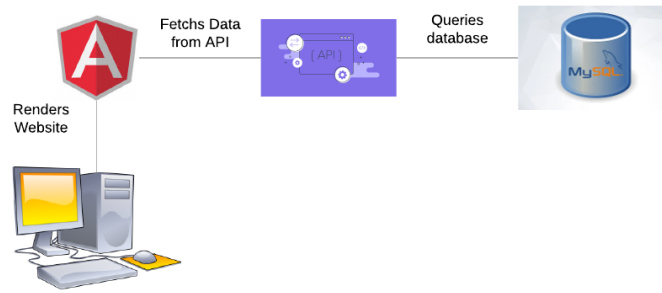 Fetchs Data
from API
Queries
database
{ API }
MySQL
Renders
Website